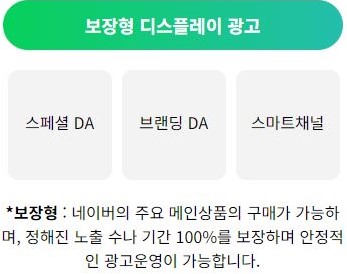 보장형 디스플레이 광고
스페셜 DA
브랜딩 DA
스마트채널
*보장형 : 네이버의 주요 메인상품의 구매가 가능하
며, 정해진 노출 수나 기간 100%를 보장하며 안정적
인 광고운영이 가능합니다.